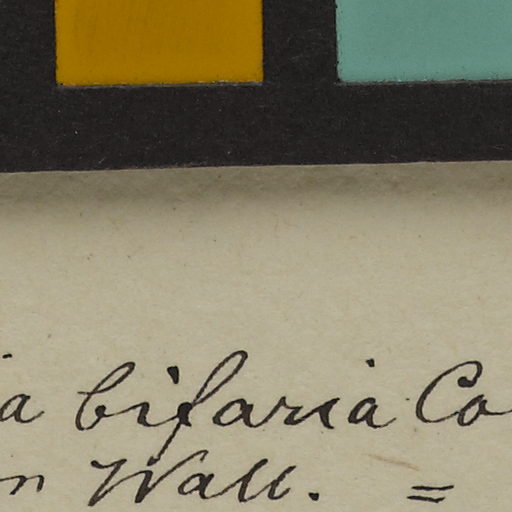 a bifaria Co
n Wall. =